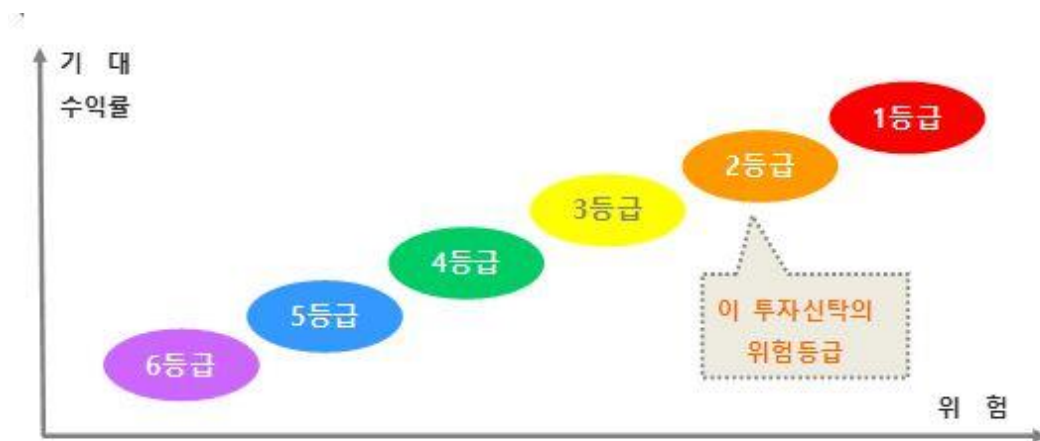 기 대
수익률
1등급
2등급
3등급
4등급
5등급
6등급
이 투자신탁의
위험등급
위 험